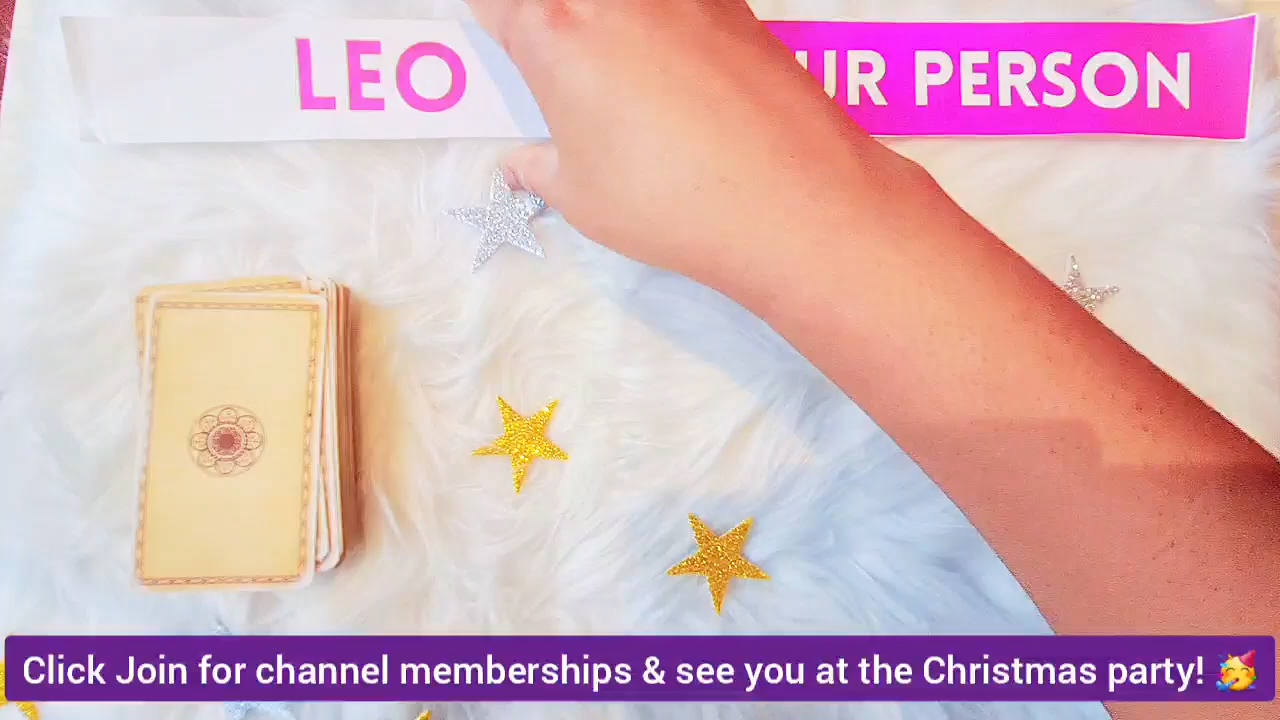 LEO
UR PERSON
Click Join for channel memberships & see you at the Christmas party! 🥳